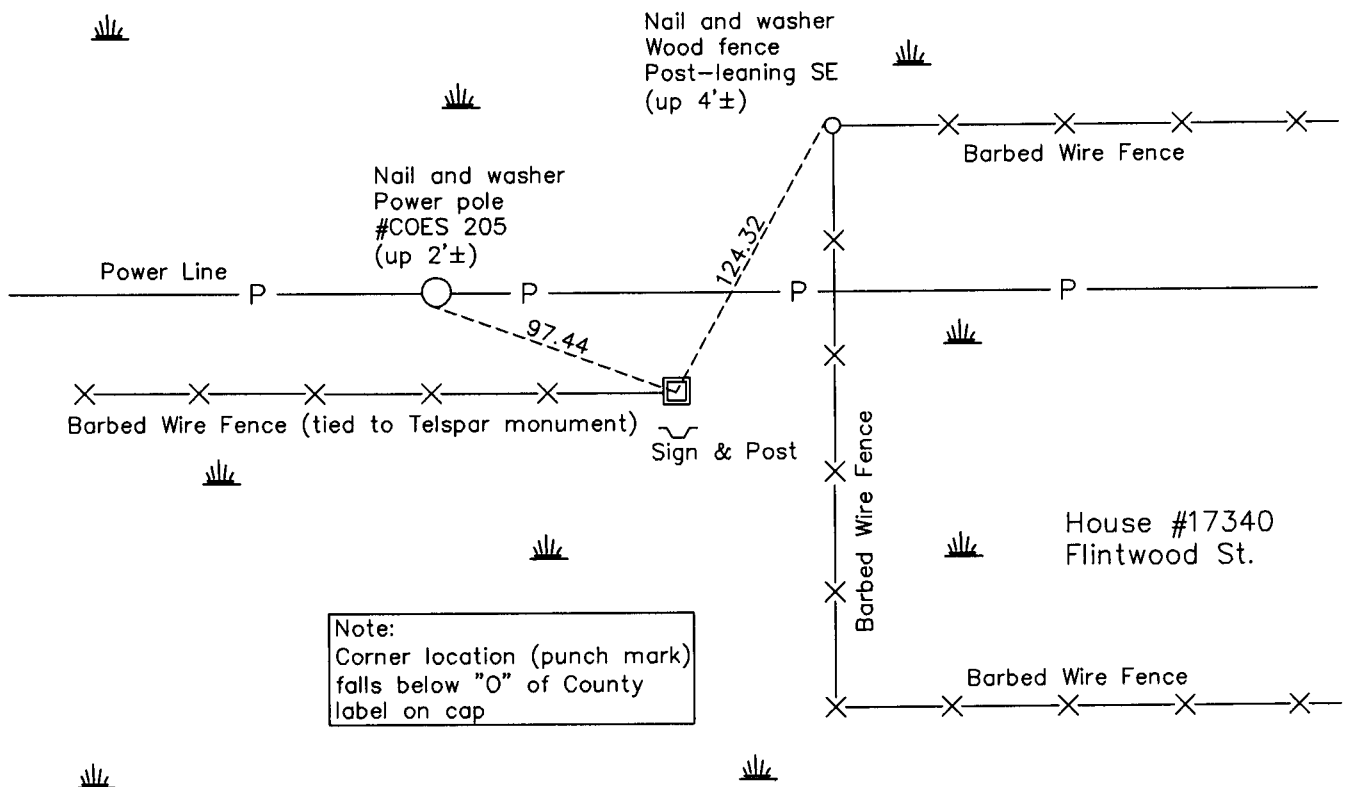 Nail and washer
Wood fence
Post-leaning SE
(up 4'±)
Barbed Wire Fence
Nail and washer
Power pole
#COES 205
(up 2'±)
124.32
Power Line
P
P
P
P
97.44
Barbed Wire Fence (tied to Telspar monument)
Sign & Post
Barbed Wire Fence
House #17340
Flintwood St.
Note:
Corner location (punch mark)
falls below "O" of County
label on cap
Barbed Wire Fence